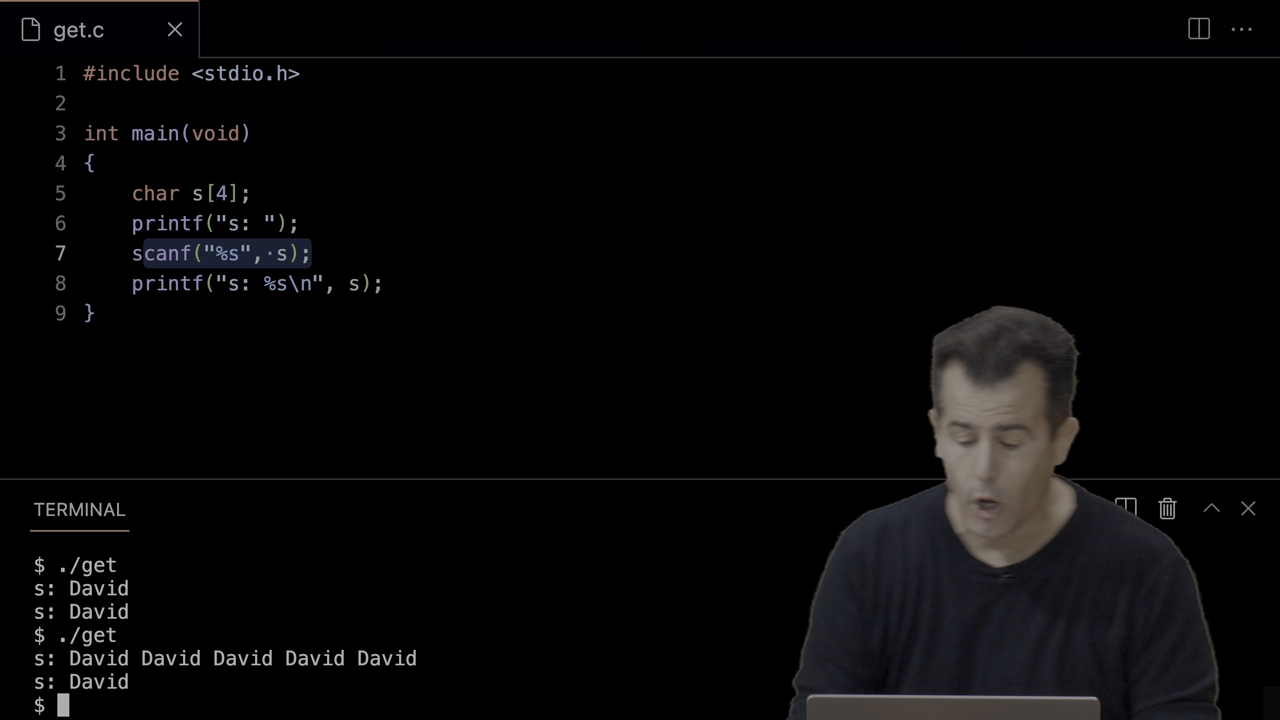 get.c
1 #include <stdio.h>
2
3 int main(void)
4 {
5 char s[4];
6 printf("s: ");
7 scanf("%s",·s);
8 printf("s: %s\n", s);
9 }
TERMINAL
$ ./get
s: David
s: David
$ ./get
s: David David David David David
s: David
$